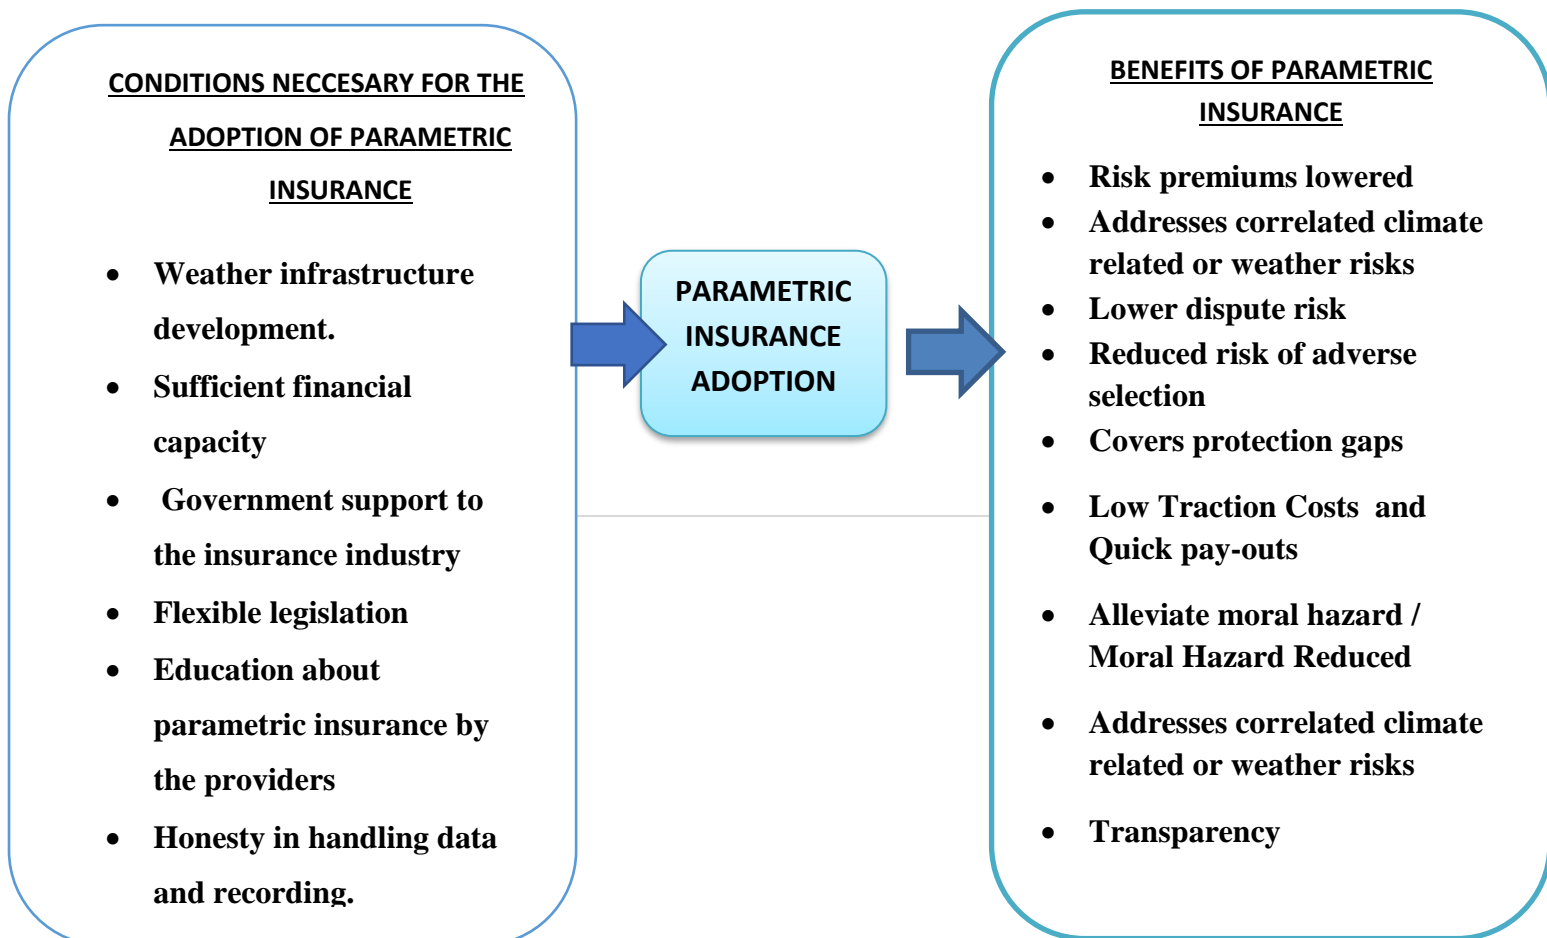 CONDITIONS NECCESARY FOR THE
ADOPTION OF PARAMETRIC
INSURANCE
• Weather infrastructure
development.
• Sufficient financial
capacity
• Government support to
the insurance industry
• Flexible legislation
• Education about
parametric insurance by
the providers
• Honesty in handling data
and recording.
PARAMETRIC
INSURANCE
ADOPTION
BENEFITS OF PARAMETRIC
INSURANCE
• Risk premiums lowered
• Addresses correlated climate
related or weather risks
• Lower dispute risk
• Reduced risk of adverse
selection
• Covers protection gaps
• Low Traction Costs and
Quick pay-outs
• Alleviate moral hazard /
Moral Hazard Reduced
• Addresses correlated climate
related or weather risks
• Transparency